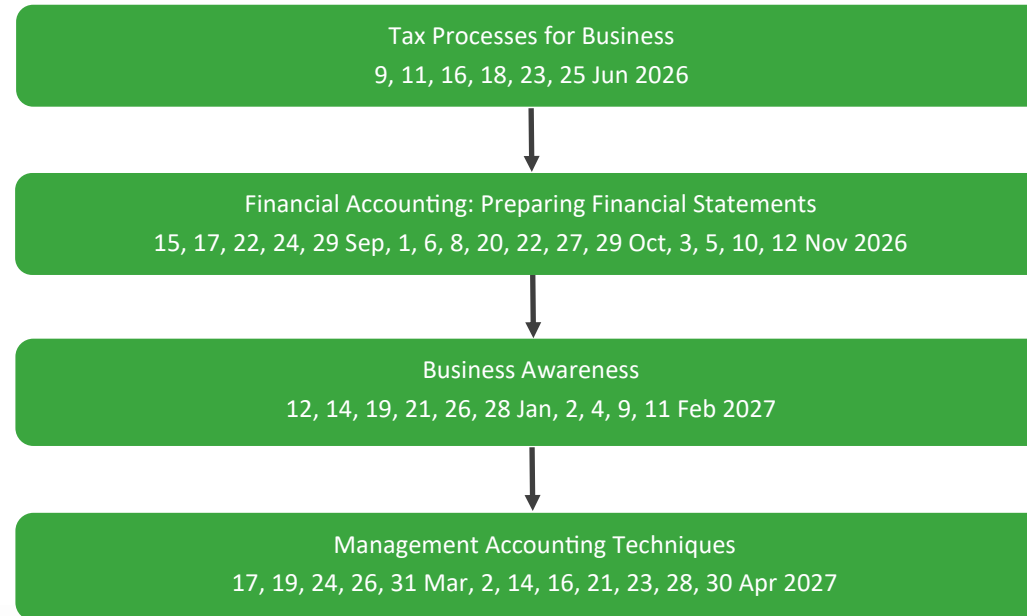 Tax Processes for Business
9, 11, 16, 18, 23, 25 Jun 2026
Financial Accounting: Preparing Financial Statements
15, 17, 22, 24, 29 Sep, 1, 6, 8, 20, 22, 27, 29 Oct, 3, 5, 10, 12 Nov 2026
Business Awareness
12, 14, 19, 21, 26, 28 Jan, 2, 4, 9, 11 Feb 2027
Management Accounting Techniques
17, 19, 24, 26, 31 Mar, 2, 14, 16, 21, 23, 28, 30 Apr 2027